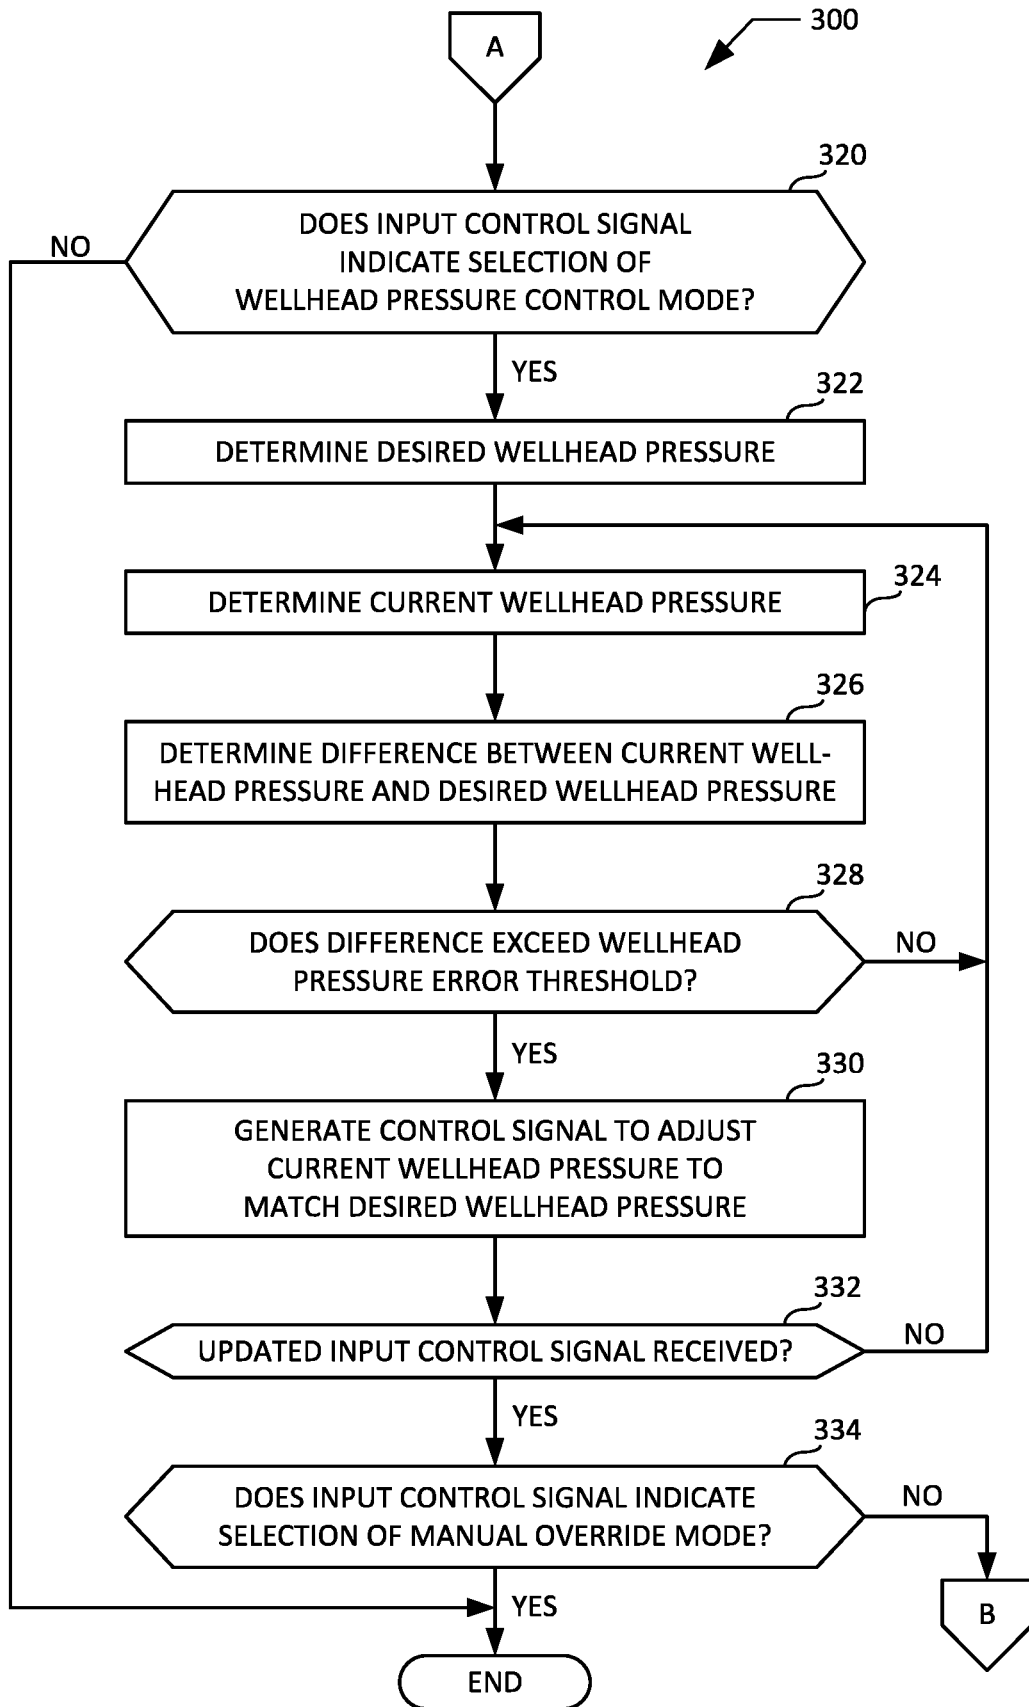 A
300
320
DOES INPUT CONTROL SIGNAL
INDICATE SELECTION OF
WELLHEAD PRESSURE CONTROL MODE?
NO
YES
322
DETERMINE DESIRED WELLHEAD PRESSURE
DETERMINE CURRENT WELLHEAD PRESSURE
324
326
DETERMINE DIFFERENCE BETWEEN CURRENT WELL-
HEAD PRESSURE AND DESIRED WELLHEAD PRESSURE
328
DOES DIFFERENCE EXCEED WELLHEAD
PRESSURE ERROR THRESHOLD?
NO
YES
330
GENERATE CONTROL SIGNAL TO ADJUST
CURRENT WELLHEAD PRESSURE TO
MATCH DESIRED WELLHEAD PRESSURE
332
UPDATED INPUT CONTROL SIGNAL RECEIVED?
NO
YES
334
DOES INPUT CONTROL SIGNAL INDICATE
SELECTION OF MANUAL OVERRIDE MODE?
NO
YES
B
END